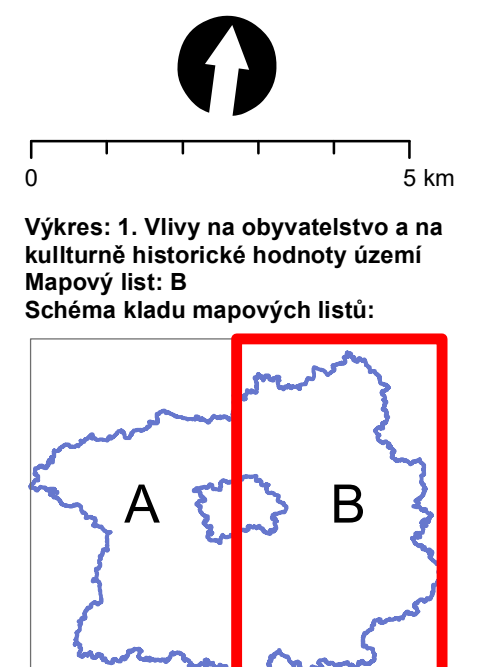 0 5 km
Výkres: 1. Vlivy na obyvatelstvo a na
kullturně historické hodnoty území
Mapový list: B
Schéma kladu mapových listů:
A B